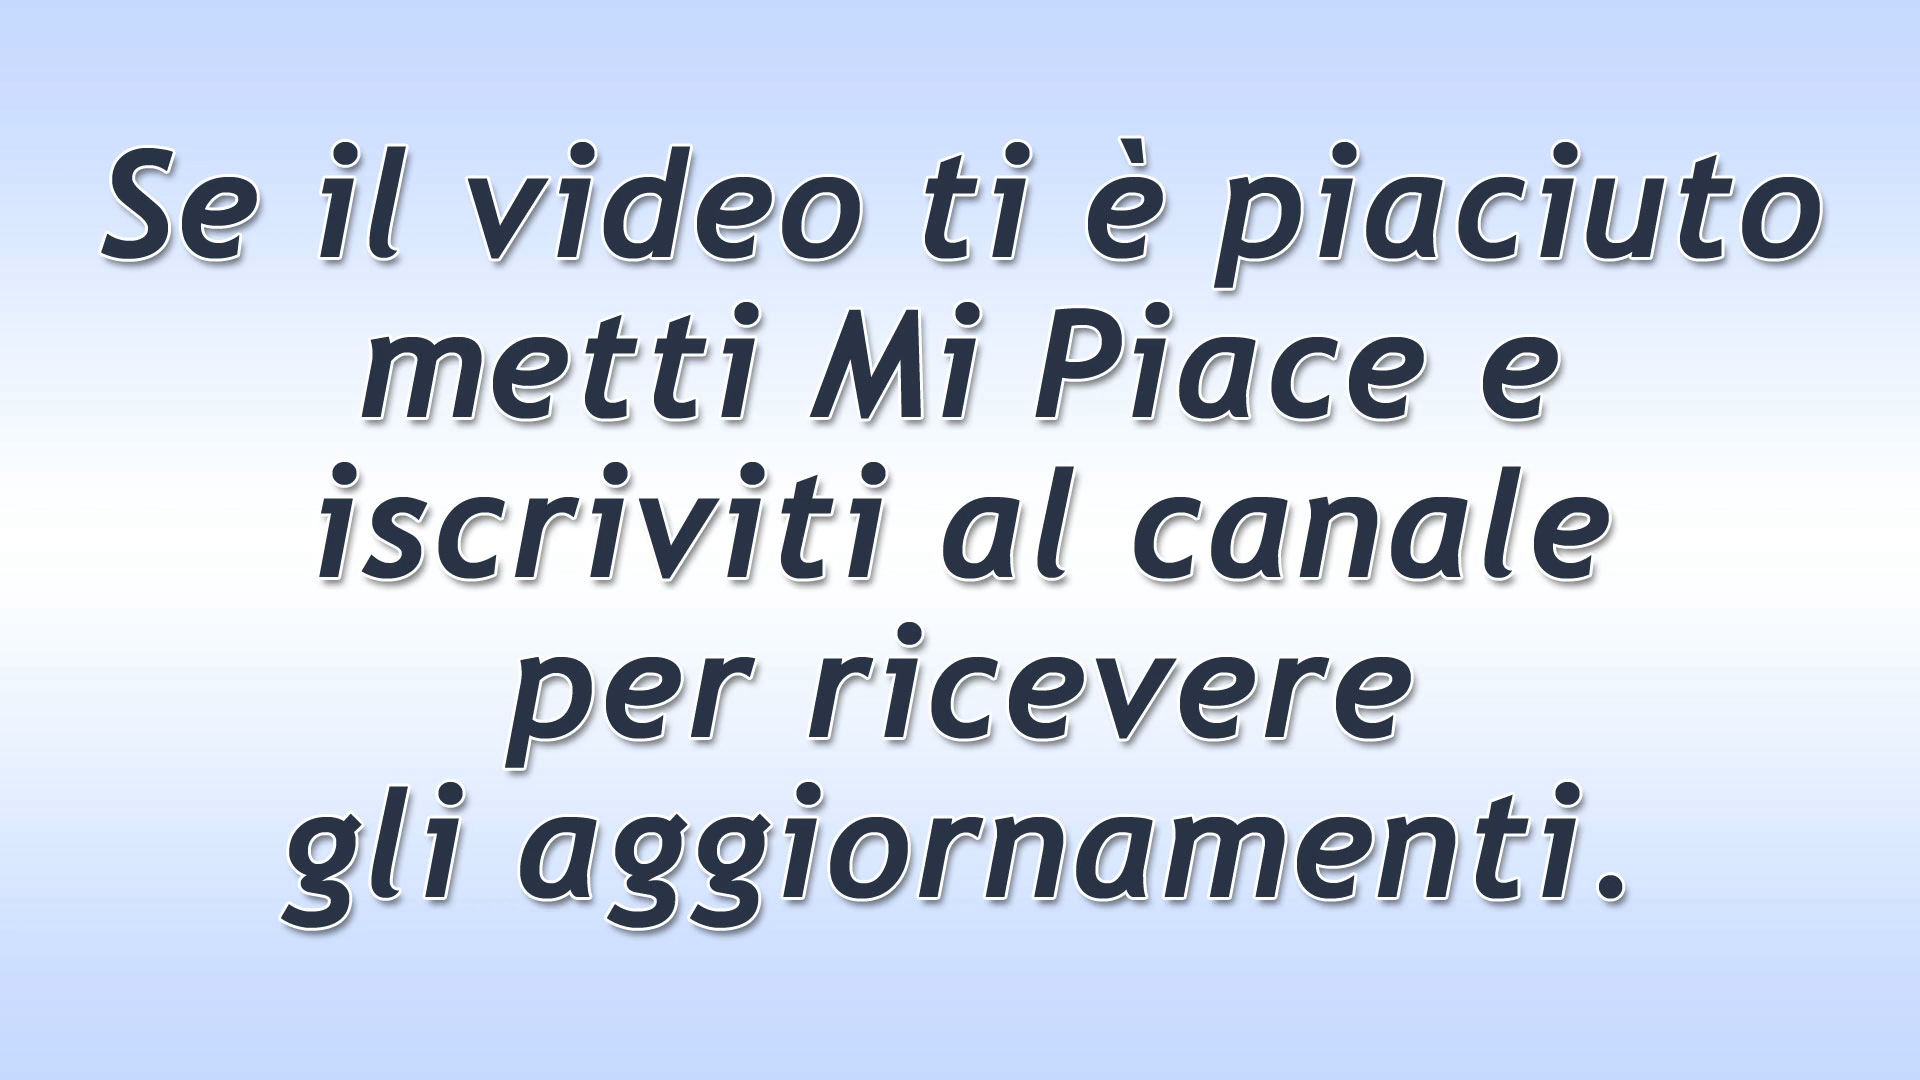 Se il video ti è piaciuto
metti Mi Piace e
iscriviti al canale
per ricevere
gli aggiornamenti.